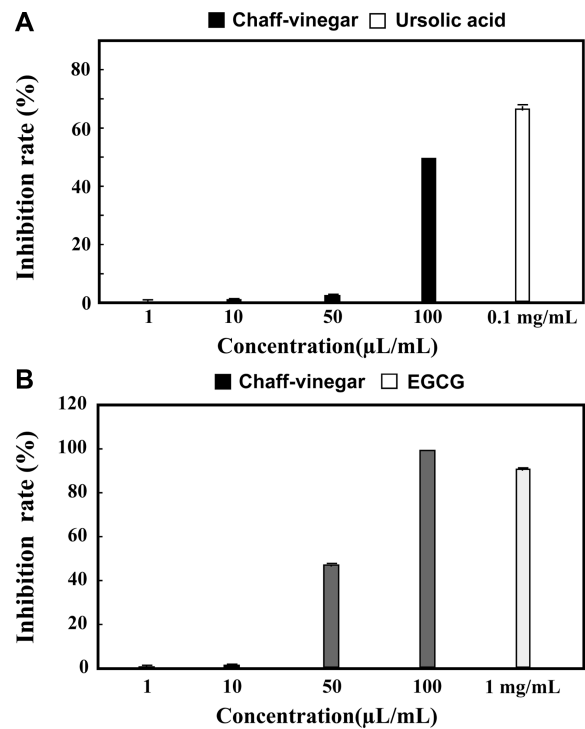 A
Chaff-vinegar Ursolic acid
Inhibition rate (%)
80
60
40
20
0
1 10 50 100 0.1 mg/mL
Concentration(μL/mL)
B
Chaff-vinegar EGCG
Inhibition rate (%)
120
100
80
60
40
20
0
1 10 50 100 1 mg/mL
Concentration(μL/mL)